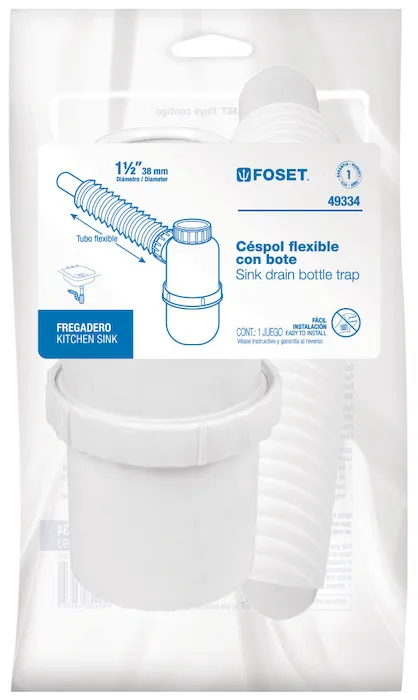 1½" 38 mm
Diámetro / Diameter
FOSET
1
49334
Tubo flexible
Céspol flexible
con bote
Sink drain bottle trap
FREGADERO
KITCHEN SINK
CONT.: 1 JUEGO
FÁCIL
INSTALACIÓN
EASY TO INSTALL
Véase instructivo y garantía al reverso